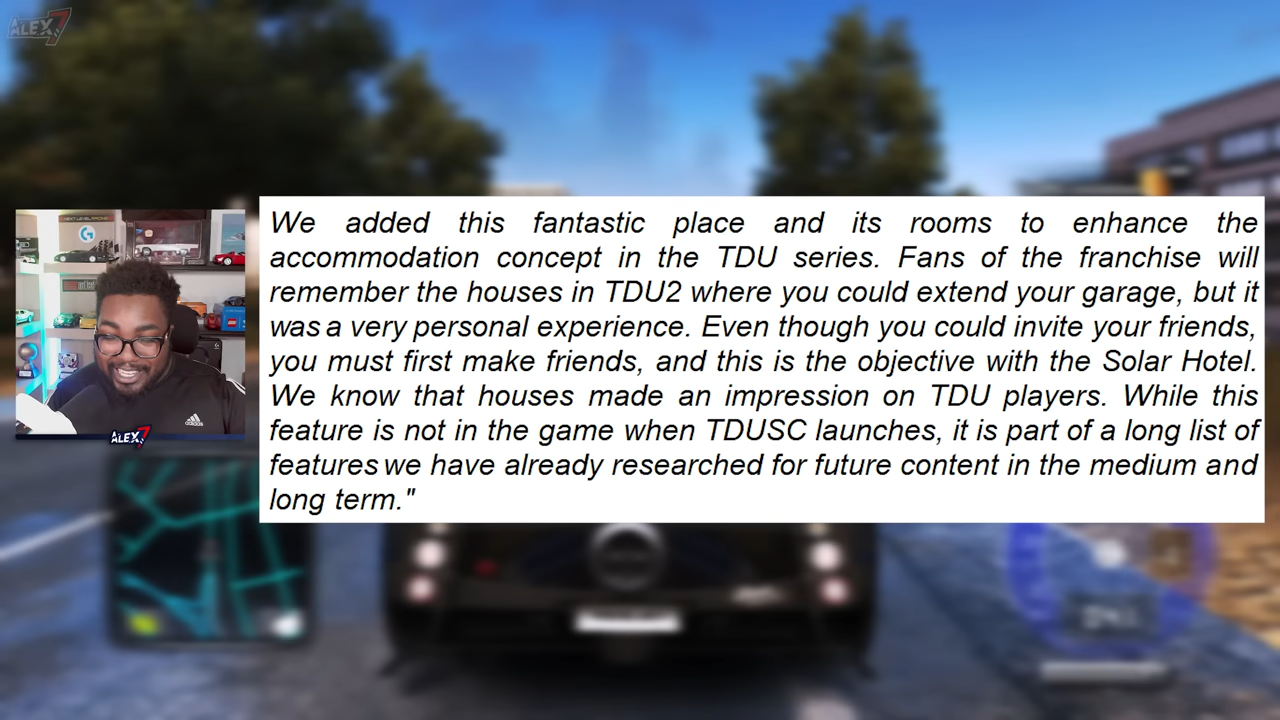 ALEX7
We added this fantastic place and its rooms to enhance the
accommodation concept in the TDU series. Fans of the franchise will
remember the houses in TDU2 where you could extend your garage, but it
was a very personal experience. Even though you could invite your friends,
you must first make friends, and this is the objective with the Solar Hotel.
We know that houses made an impression on TDU players. While this
feature is not in the game when TDUSC launches, it is part of a long list of
features we have already researched for future content in the medium and
long term."
NEXT LEVEL RACING
adidas
ALEX7